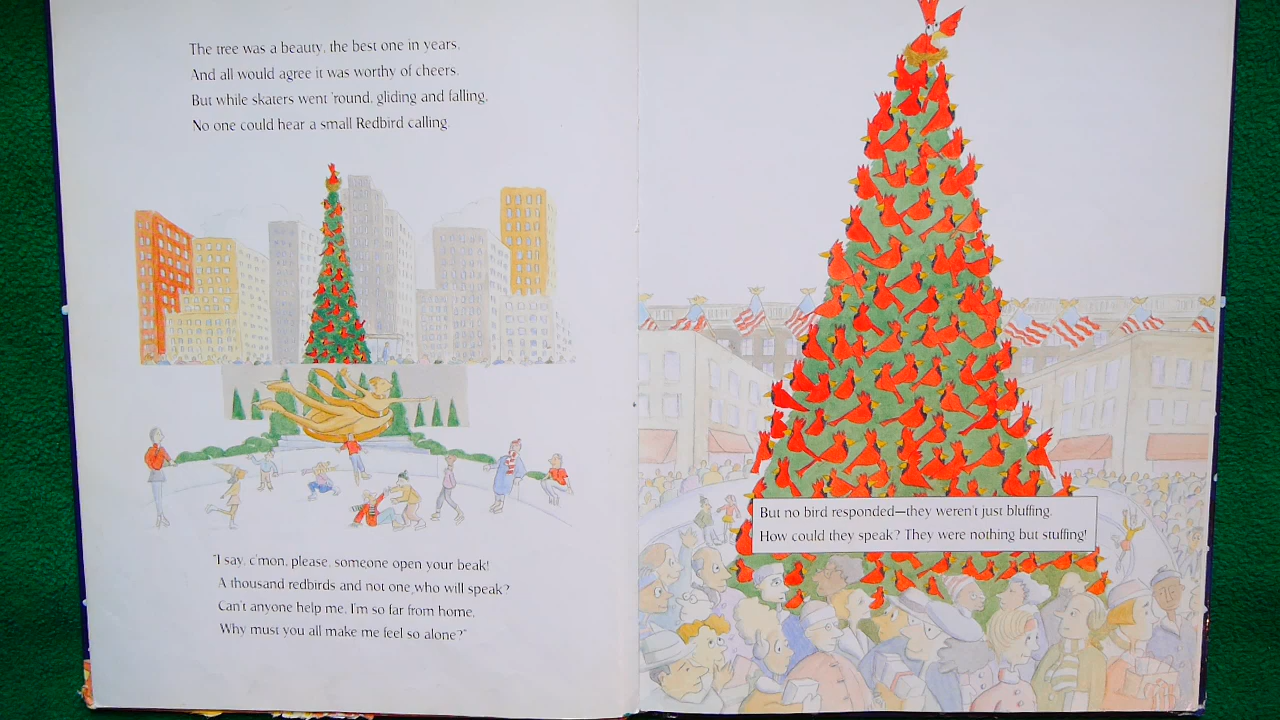 The tree was a beauty, the best one in years,
And all would agree it was worthy of cheers.
But while skaters went 'round, gliding and falling,
No one could hear a small Redbird calling.
"I say, c'mon, please, someone open your beak!
A thousand redbirds and not one who will speak?
Can't anyone help me, I'm so far from home,
Why must you all make me feel so alone?"
But no bird responded—they weren't just bluffing.
How could they speak? They were nothing but stuffing!